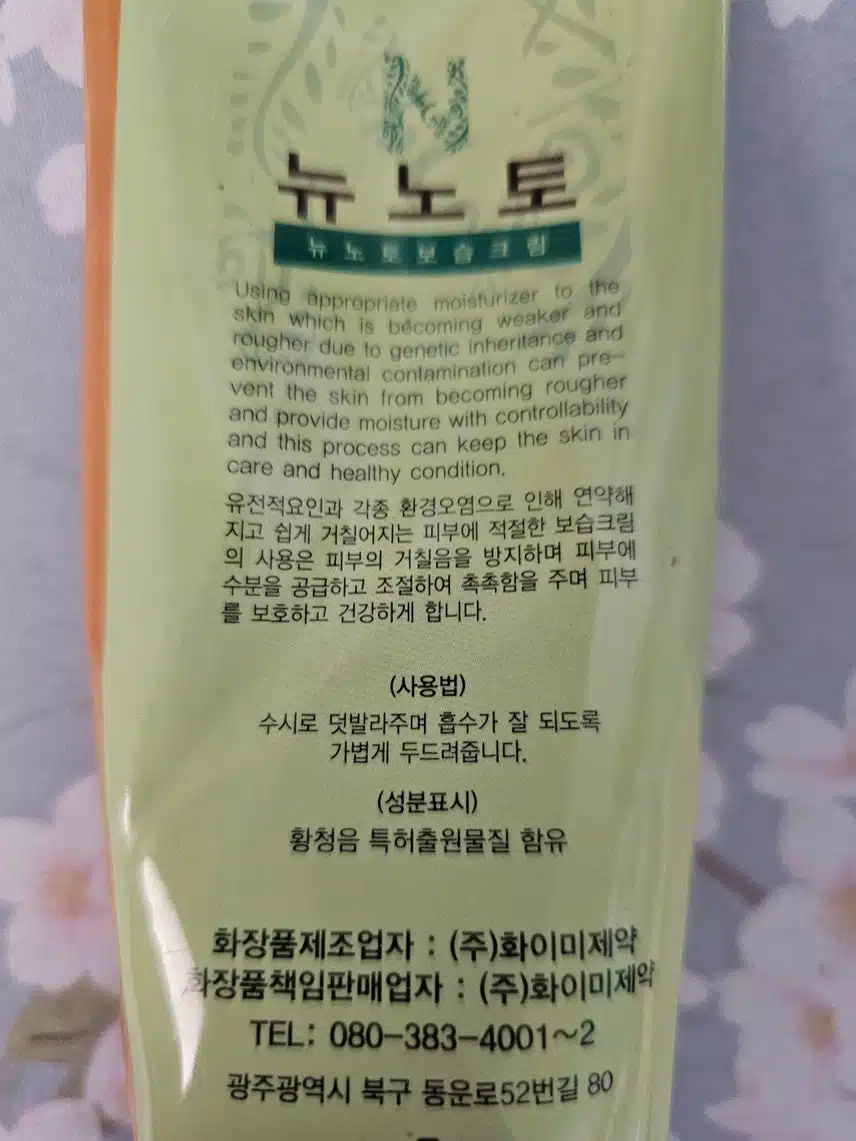 N
뉴노토
뉴노토보습크림
Using appropriate moisturizer to the
skin which is becoming weaker and
rougher due to genetic inheritance and
environmental contamination can pre-
vent the skin from becoming rougher
and provide moisture with controllability
and this process can keep the skin in
care and healthy condition.
유전적요인과 각종 환경오염으로 인해 연약해
지고 쉽게 거칠어지는 피부에 적절한 보습크림
의 사용은 피부의 거칠음을 방지하며 피부에
수분을 공급하고 조절하여 촉촉함을 주며 피부
를 보호하고 건강하게 합니다.
(사용법)
수시로 덧발라주며 흡수가 잘 되도록
가볍게 두드려줍니다.
(성분표시)
황청음 특허출원물질 함유
화장품제조업자 : (주)화이미제약
화장품책임판매업자 : (주)화이미제약
TEL: 080-383-4001~2
광주광역시 북구 동운로52번길 80